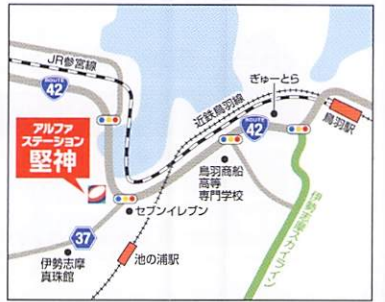 JR参宮線
ROUTE
42
アルファ
ステーション
堅神
近鉄鳥羽線
ぎゅーとら
ROUTE
42
鳥羽駅
鳥羽商船
高等
専門学校
伊勢志摩スカイライン
セブンイレブン
37
伊勢志摩
真珠館
池の浦駅